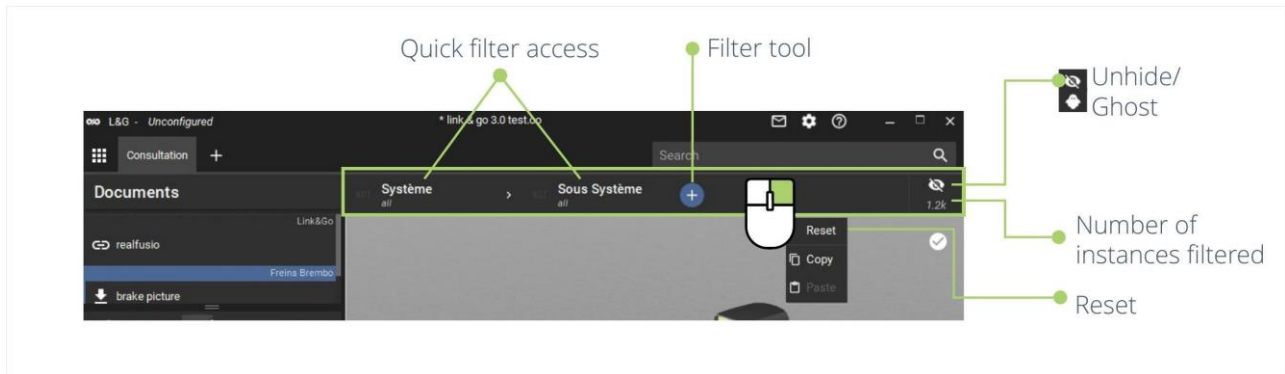 Quick filter access
Filter tool
Unhide/
Ghost
L&G - Unconfigured
* link & go 3.0 test.oo
Consultation +
Search
Documents
Système
all
>
Sous Système
all
+
1.2k
Link&Go
realfusio
Freins Brembo
brake picture
Reset
Copy
Paste
Number of
instances filtered
Reset